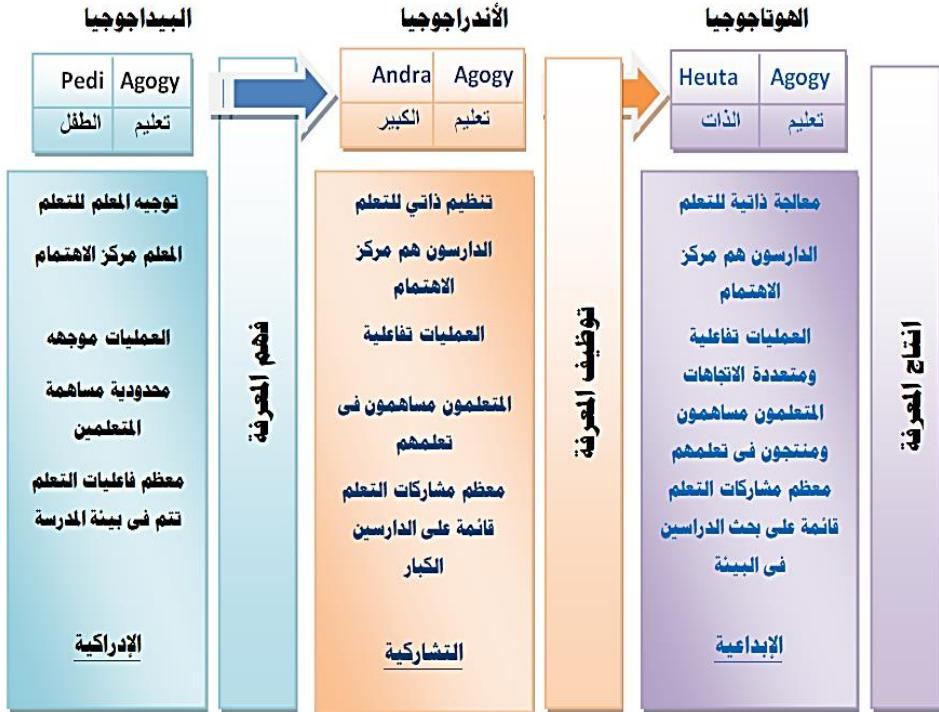 البيداجوجيا
Pedi Agogy
الطفل تعليم
توجيه المعلم للتعلم
المعلم مركز الاهتمام
العمليات موجهه
محدودية مساهمة
المتعلمين
معظم فاعليات التعلم
تتم فى بيئة المدرسة
الإدراكية
فهم المعرفة
الأندراجوجيا
Andra Agogy
الكبير تعليم
تنظيم ذاتي للتعلم
الدارسون هم مركز
الاهتمام
العمليات تفاعلية
المتعلمون مساهمون فى
تعلمهم
معظم مشاركات التعلم
قائمة على الدارسين
الكبار
التشاركية
توظيف المعرفة
الهوتاجوجيا
Heuta Agogy
الذات تعليم
معالجة ذاتية للتعلم
الدارسون هم مركز
الاهتمام
العمليات تفاعلية
ومتعددة الاتجاهات
المتعلمون مساهمون
ومنتجون فى تعلمهم
معظم مشاركات التعلم
قائمة على بحث الدراسين
فى البيئة
الإبداعية
انتاج المعرفة